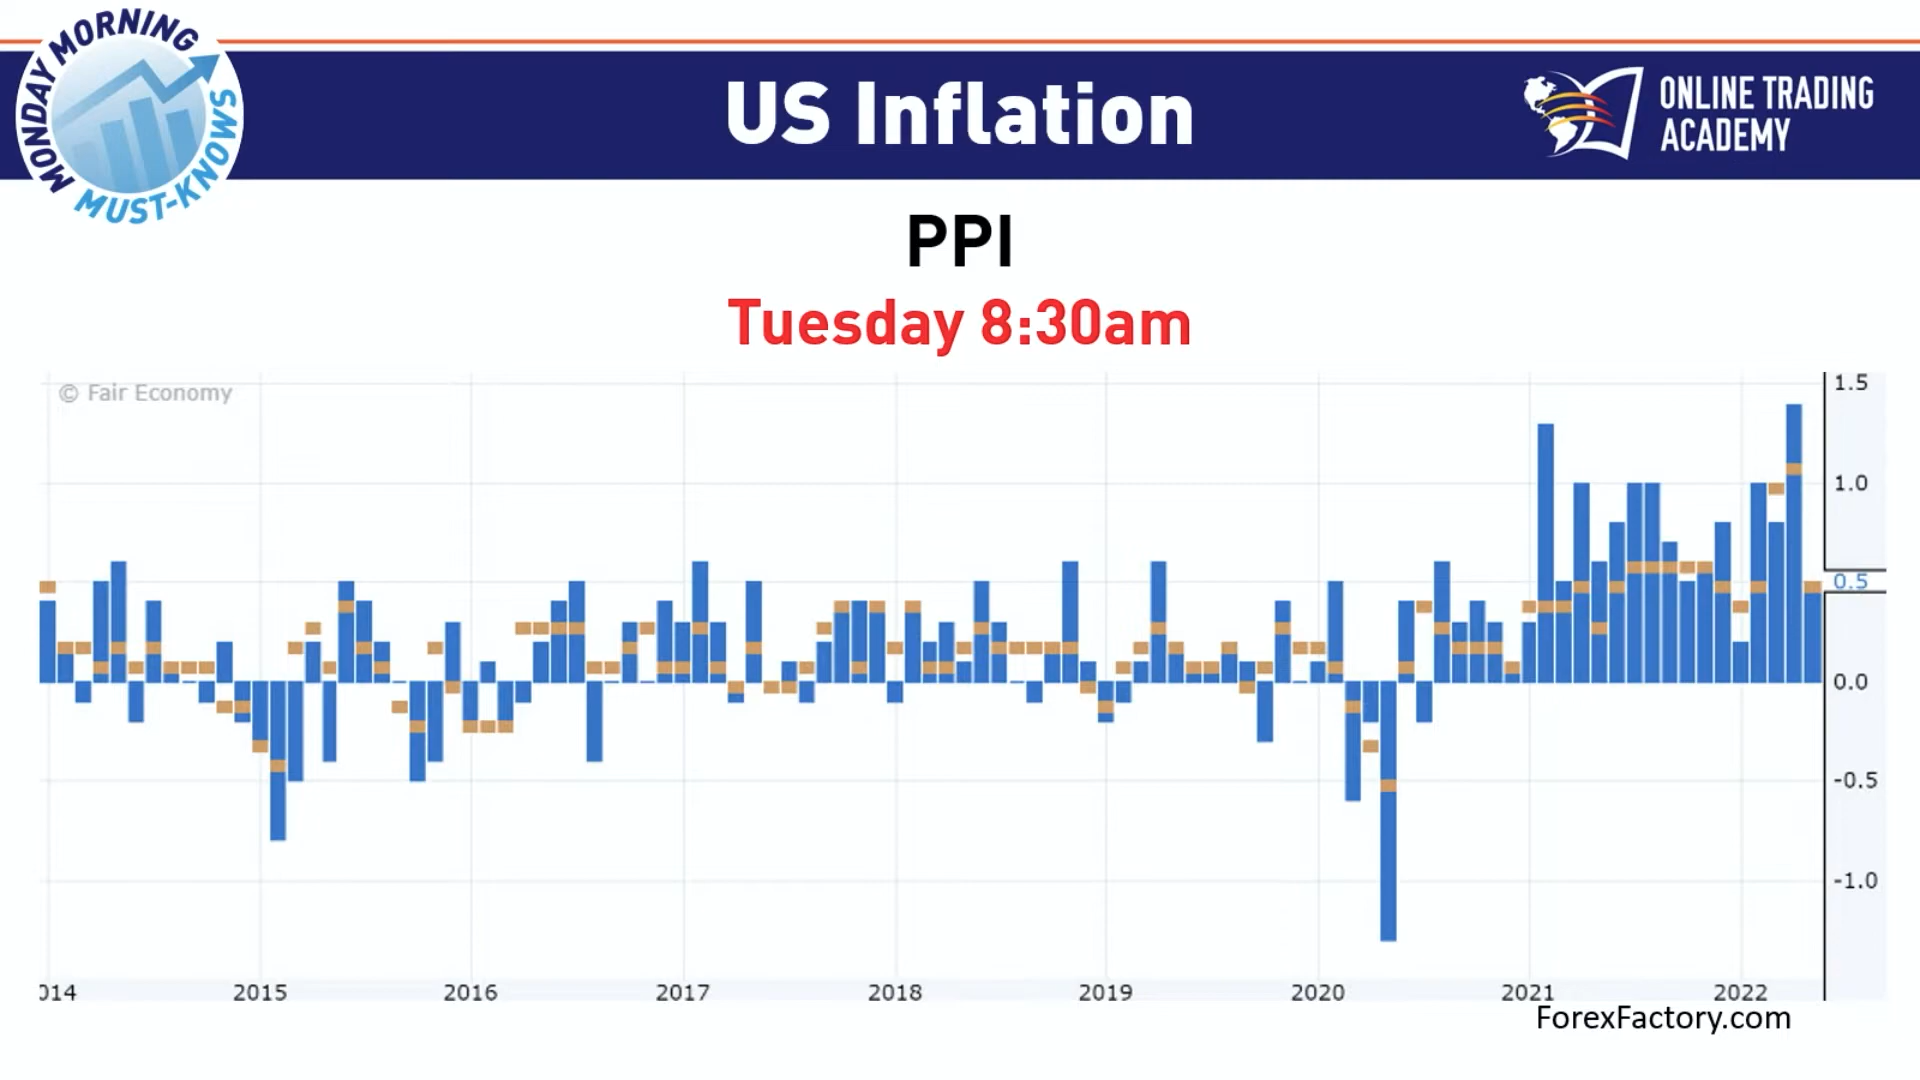 MONDAY MORNING
MUST-KNOWS
US Inflation
ONLINE TRADING
ACADEMY
PPI
Tuesday 8:30am
© Fair Economy
1.5
1.0
0.5
0.0
-0.5
-1.0
014 2015 2016 2017 2018 2019 2020 2021 2022
ForexFactory.com